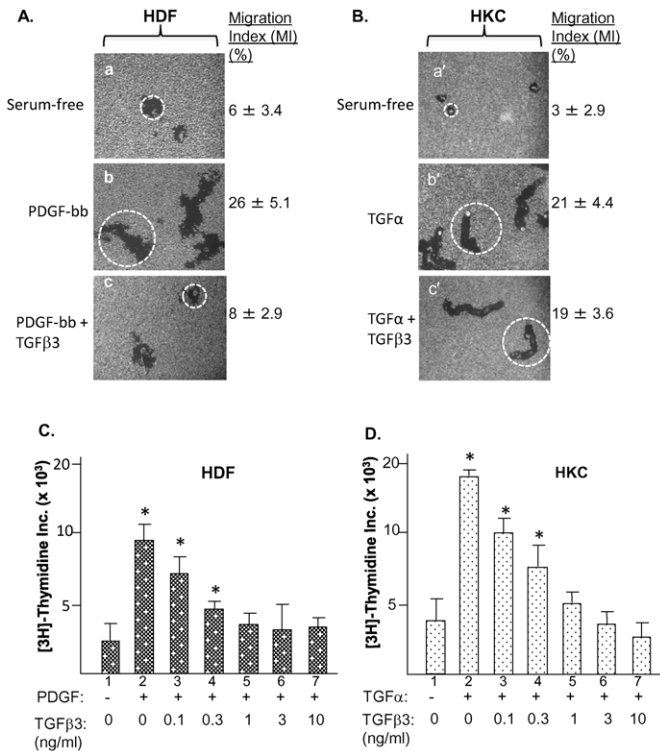 A.
HDF
Migration
Index (MI)
(%)
a
Serum-free
6 ± 3.4
b
PDGF-bb
26 ± 5.1
c
PDGF-bb +
TGFβ3
8 ± 2.9
B.
HKC
Migration
Index (MI)
(%)
a'
Serum-free
3 ± 2.9
b'
TGFα
21 ± 4.4
c'
TGFα +
TGFβ3
19 ± 3.6
C.
HDF
[3H]-Thymidine Inc. (x 10³)
20
10
5
* * *
1 2 3 4 5 6 7
PDGF: - + + + + + +
TGFβ3: 0 0 0.1 0.3 1 3 10
(ng/ml)
D.
HKC
[3H]-Thymidine Inc. (x 10³)
20
10
5
* * *
1 2 3 4 5 6 7
TGFα: - + + + + + +
TGFβ3: 0 0 0.1 0.3 1 3 10
(ng/ml)